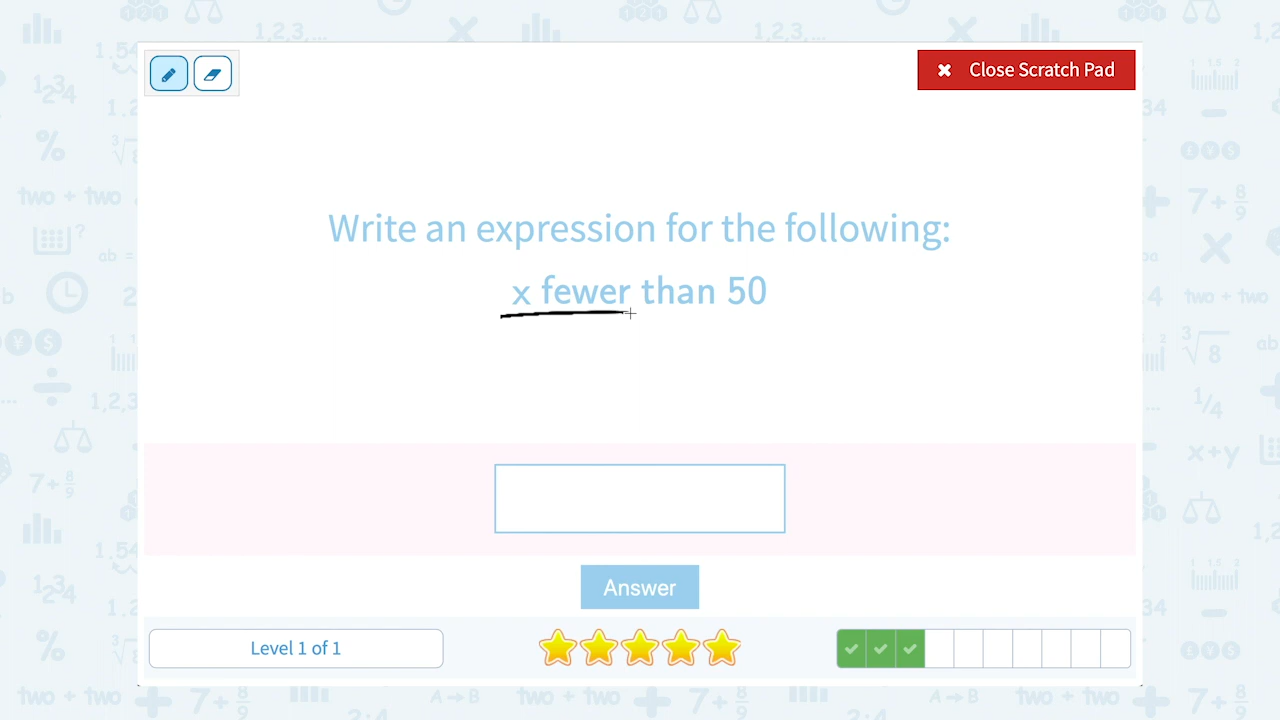 Close Scratch Pad
Write an expression for the following:
x fewer than 50
Answer
Level 1 of 1